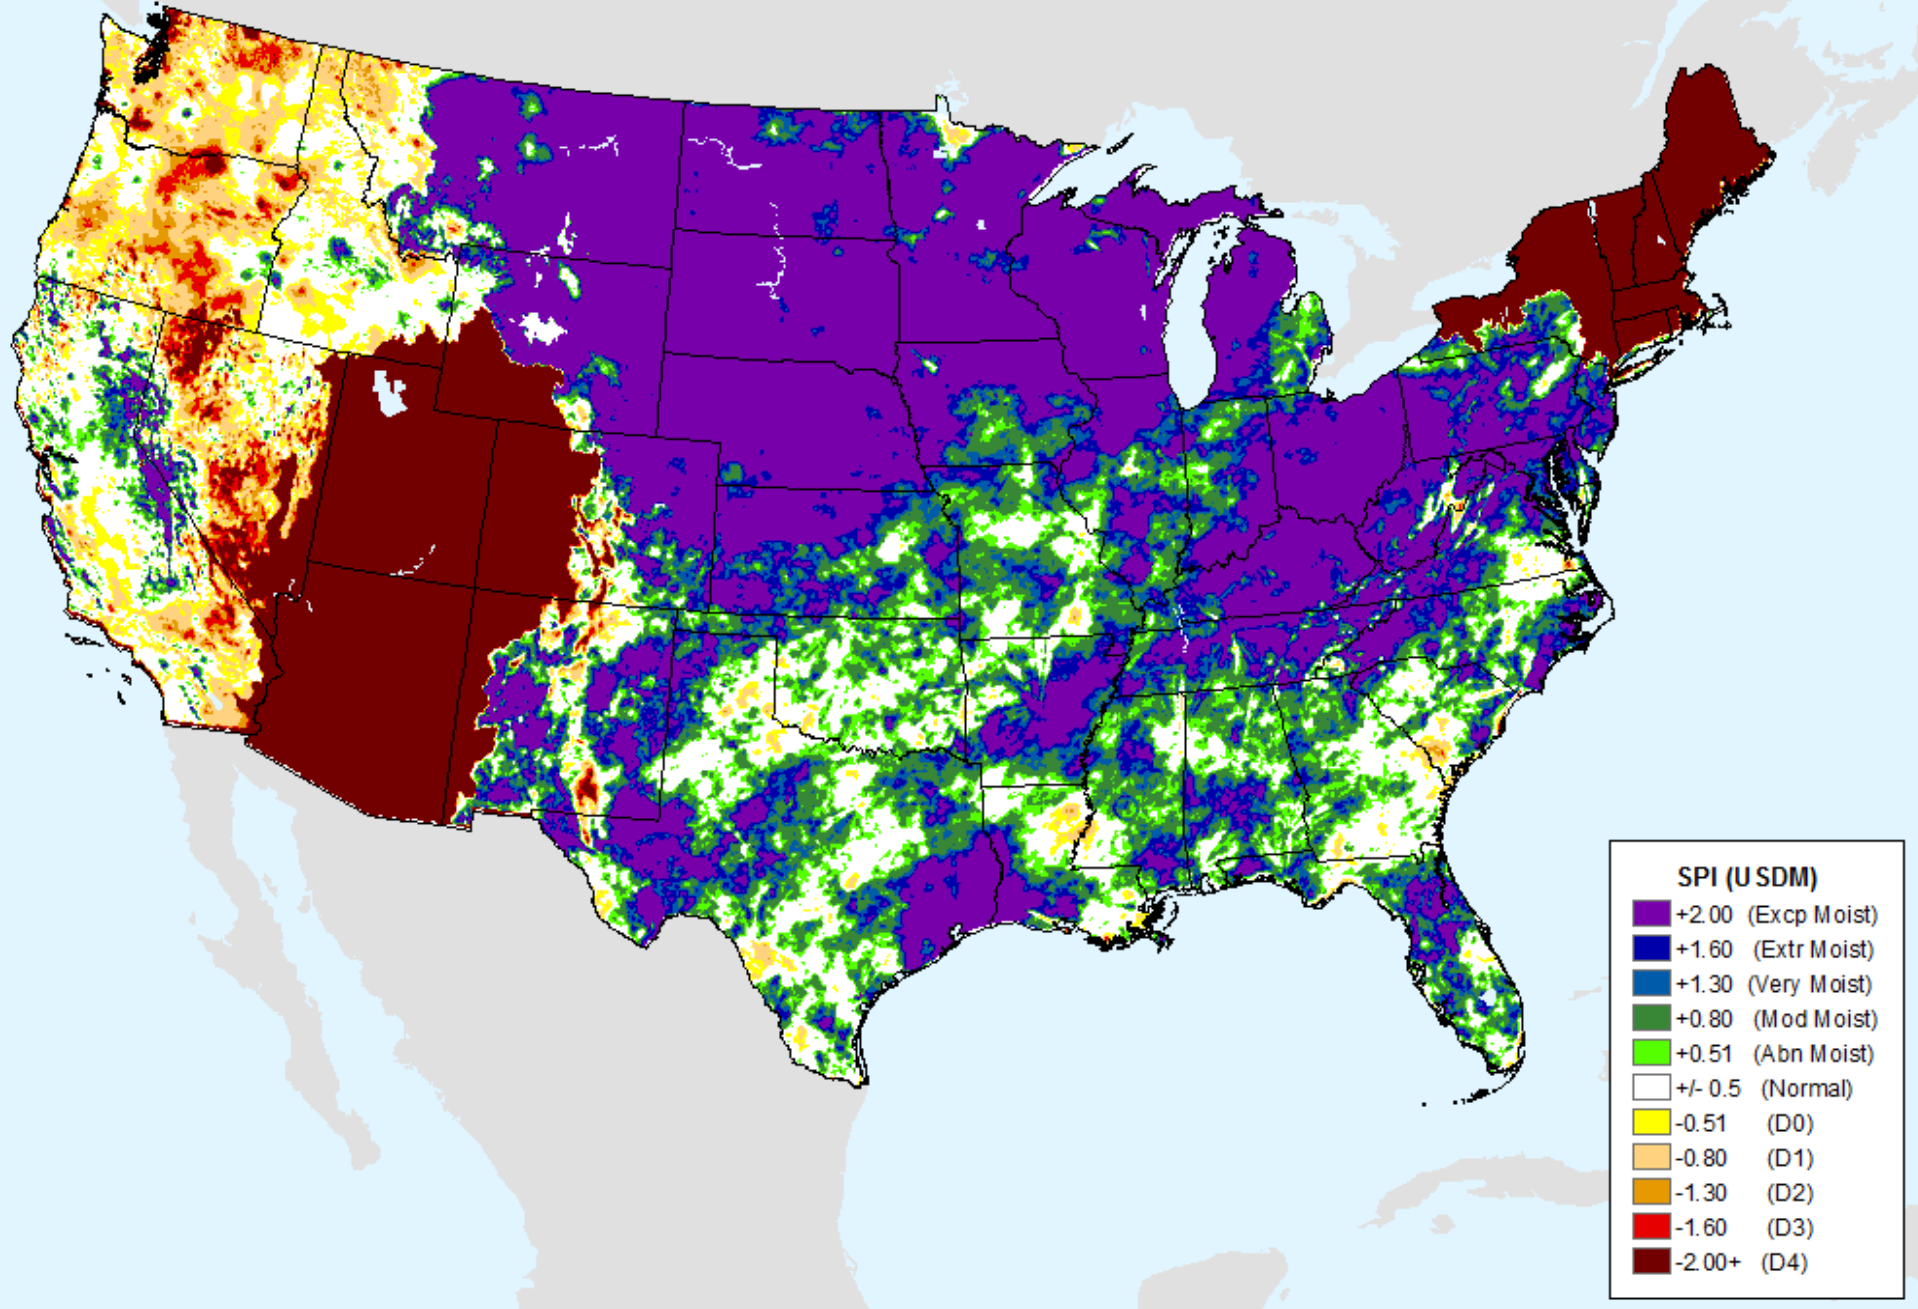 SPI (USDM)
+2.00 (Excp Moist)
+1.60 (Extr Moist)
+1.30 (Very Moist)
+0.80 (Mod Moist)
+0.51 (Abn Moist)
+/- 0.5 (Normal)
-0.51 (D0)
-0.80 (D1)
-1.30 (D2)
-1.60 (D3)
-2.00+ (D4)